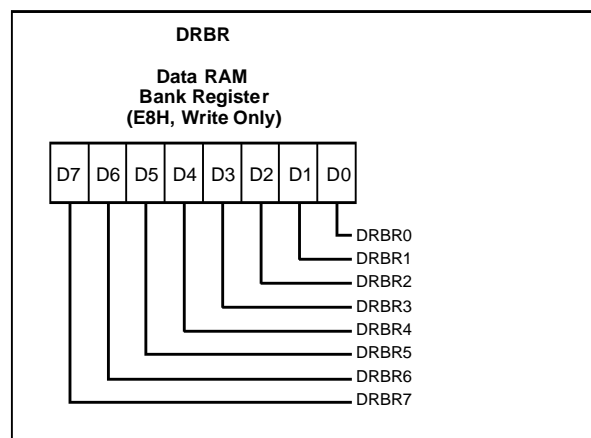 DRBR
Data RAM
Bank Register
(E8H, Write Only)
D7 D6 D5 D4 D3 D2 D1 D0
DRBR0
DRBR1
DRBR2
DRBR3
DRBR4
DRBR5
DRBR6
DRBR7